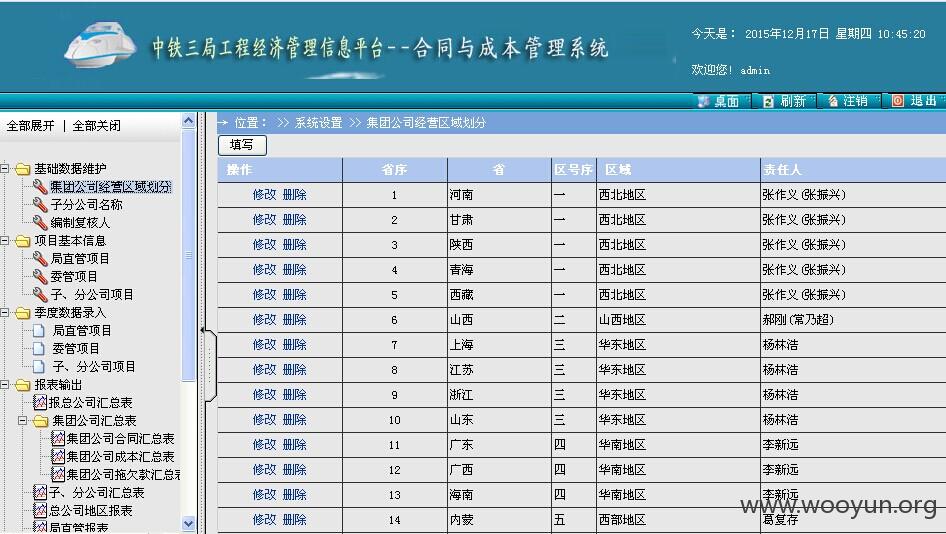 中铁三局工程经济管理信息平台--合同与成本管理系统
今天是： 2015年12月17日 星期四 10:45:20
欢迎您! admin
桌面 刷新 注销 退出
全部展开 | 全部关闭
基础数据维护
集团公司经营区域划分
子分公司名称
编制复核人
项目基本信息
局直管项目
委管项目
子、分公司项目
季度数据录入
局直管项目
委管项目
子、分公司项目
报表输出
报总公司汇总表
集团公司汇总表
集团公司合同汇总表
集团公司成本汇总表
集团公司拖欠款汇总表
子、分公司汇总表
总公司地区报表
局直管报表
→ 位置： >> 系统设置 >> 集团公司经营区域划分
填写
操作 省序 省 区号序 区域 责任人
修改 删除 1 河南 一 西北地区 张作义(张振兴)
修改 删除 2 甘肃 一 西北地区 张作义(张振兴)
修改 删除 3 陕西 一 西北地区 张作义(张振兴)
修改 删除 4 青海 一 西北地区 张作义(张振兴)
修改 删除 5 西藏 一 西北地区 张作义(张振兴)
修改 删除 6 山西 二 山西地区 郝刚(常乃超)
修改 删除 7 上海 三 华东地区 杨林浩
修改 删除 8 江苏 三 华东地区 杨林浩
修改 删除 9 浙江 三 华东地区 杨林浩
修改 删除 10 山东 三 华东地区 杨林浩
修改 删除 11 广东 四 华南地区 李新远
修改 删除 12 广西 四 华南地区 李新远
修改 删除 13 海南 四 华南地区 李新远
修改 删除 14 内蒙 五 西部地区 葛复存
www.wooyun.org